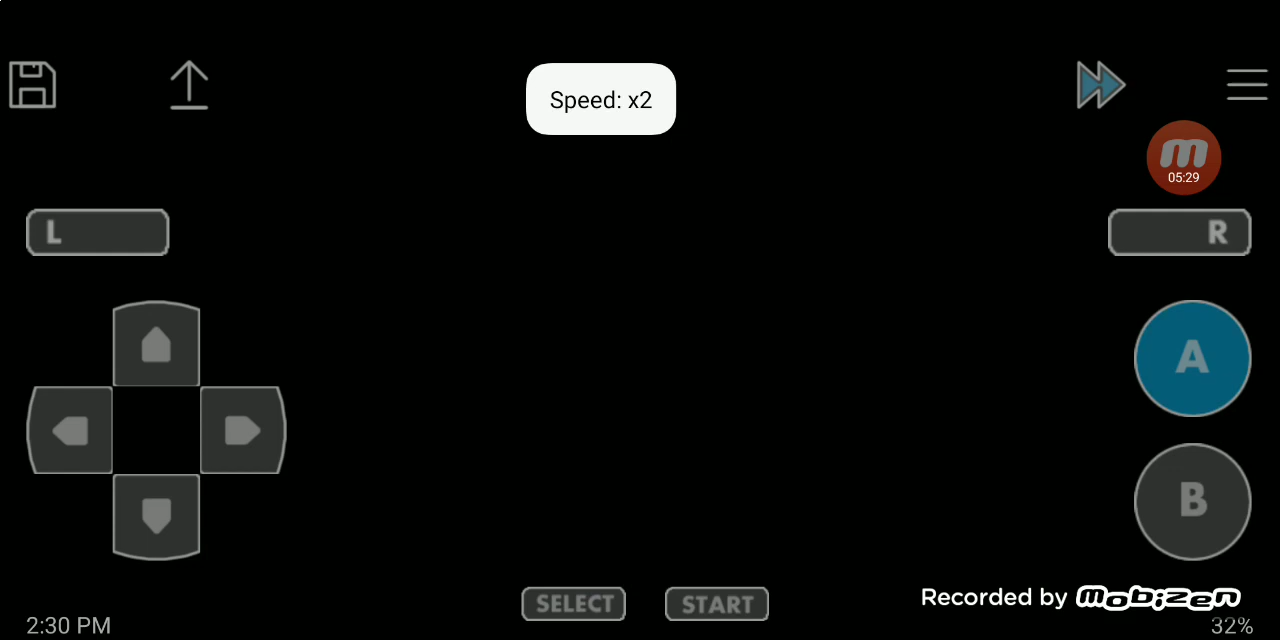 Speed: x2
m
05:29
L
R
A
B
SELECT
START
Recorded by mobizen
2:30 PM
32%